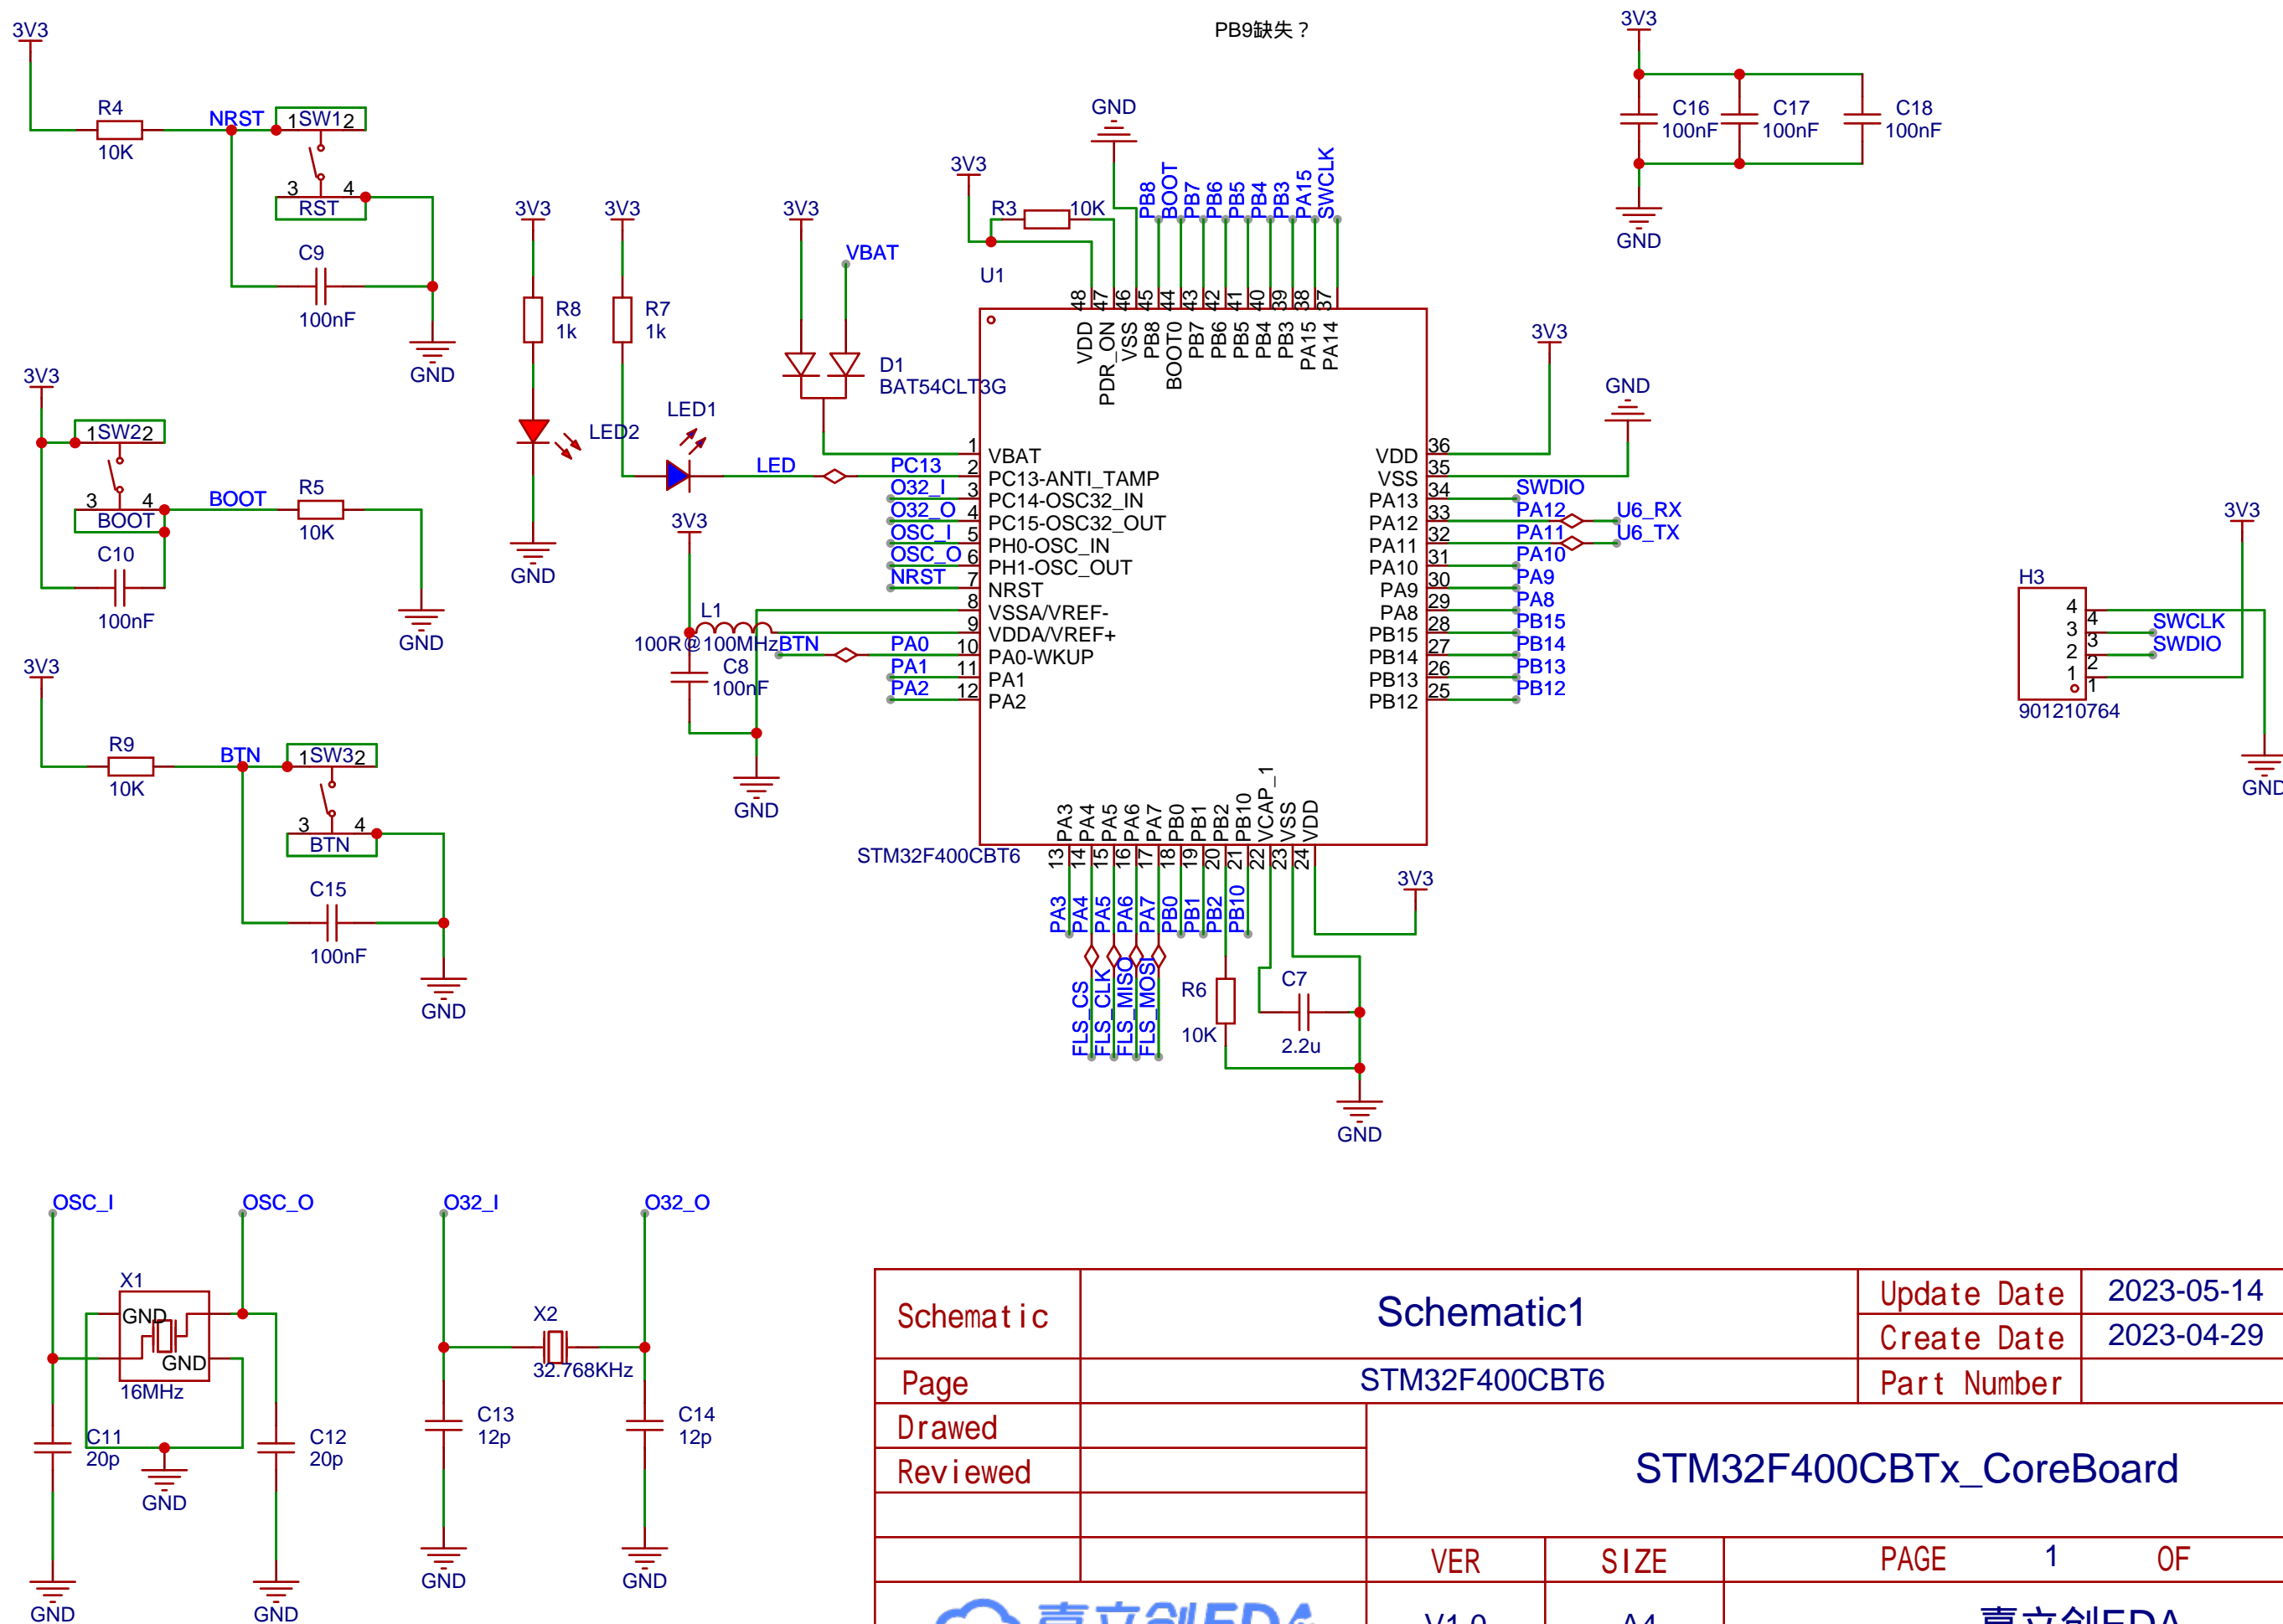 PB9缺失？
3V3
R4
10K
NRST
1SW12
3 4
RST
C9
100nF
GND
3V3
1SW22
3 4
BOOT
BOOT
R5
10K
C10
100nF
GND
3V3
R9
10K
BTN
1SW32
3 4
BTN
C15
100nF
GND
3V3
R8
1k
LED2
GND
3V3
R7
1k
LED1
LED
3V3
VBAT
D1
BAT54CLT3G
3V3
L1
100R@100MHz
C8
100nF
GND
BTN
3V3
R3
10K
GND
U1
PB8
BOOT
PB7
PB6
PB5
PB4
PB3
PA15
SWCLK
48
47
46
45
44
43
42
41
40
39
38
37
VDD
PDR_ON
VSS
PB8
BOOT0
PB7
PB6
PB5
PB4
PB3
PA15
PA14
1 VBAT
PC13 2 PC13-ANTI_TAMP
O32_I 3 PC14-OSC32_IN
O32_O 4 PC15-OSC32_OUT
OSC_I 5 PH0-OSC_IN
OSC_O 6 PH1-OSC_OUT
NRST 7 NRST
8 VSSA/VREF-
9 VDDA/VREF+
PA0 10 PA0-WKUP
PA1 11 PA1
PA2 12 PA2
VDD 36
VSS 35
PA13 34 SWDIO
PA12 33 PA12 U6_RX
PA11 32 PA11 U6_TX
PA10 31 PA10
PA9 30 PA9
PA8 29 PA8
PB15 28 PB15
PB14 27 PB14
PB13 26 PB13
PB12 25 PB12
3V3
GND
PA3
PA4
PA5
PA6
PA7
PB0
PB1
PB2
PB10
VCAP_1
VSS
VDD
STM32F400CBT6
13
14
15
16
17
18
19
20
21
22
23
24
PA3
PA4
PA5
PA6
PA7
PB0
PB1
PB2
PB10
FLS_CS
FLS_CLK
FLS_MISO
FLS_MOSI
3V3
R6
10K
C7
2.2u
GND
3V3
C16
100nF
C17
100nF
C18
100nF
GND
3V3
H3
4 4
3 3 SWCLK
2 2 SWDIO
1 1
901210764
GND
OSC_I
OSC_O
X1
GND
GND
16MHz
C11
20p
C12
20p
GND
GND
GND
O32_I
O32_O
X2
32.768KHz
C13
12p
C14
12p
GND
GND
Schematic Schematic1 Update Date 2023-05-14
Create Date 2023-04-29
Page STM32F400CBT6 Part Number
Drawed
Reviewed
STM32F400CBTx_CoreBoard
VER SIZE PAGE 1 OF
嘉立创EDA V1.0 A4 嘉立创EDA